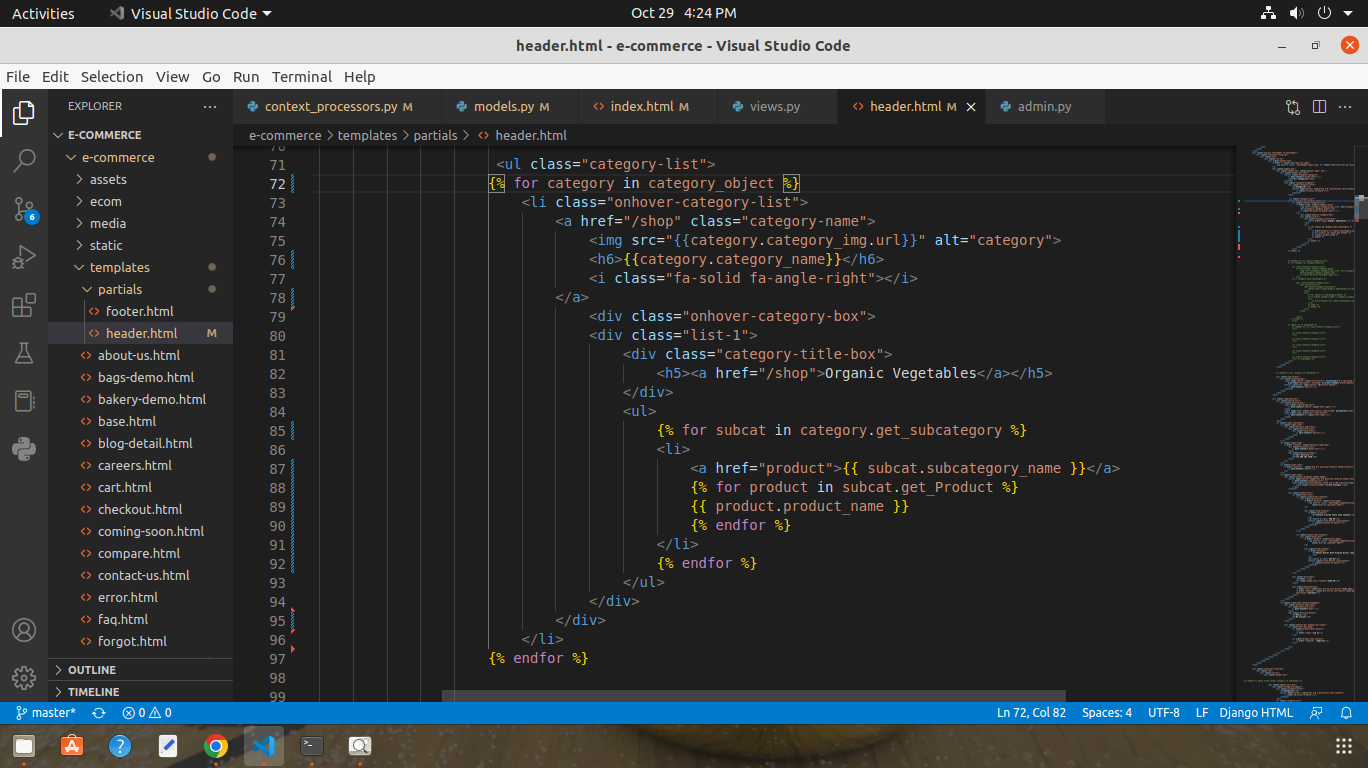 Activities
Visual Studio Code
Oct 29 4:24 PM
header.html - e-commerce - Visual Studio Code
File Edit Selection View Go Run Terminal Help
EXPLORER
context_processors.py M
models.py M
index.html M
views.py
header.html M
admin.py
e-commerce > templates > partials > header.html
E-COMMERCE
e-commerce
assets
ecom
media
static
templates
partials
footer.html
header.html M
about-us.html
bags-demo.html
bakery-demo.html
base.html
blog-detail.html
careers.html
cart.html
checkout.html
coming-soon.html
compare.html
contact-us.html
error.html
faq.html
forgot.html
OUTLINE
TIMELINE
6
70
71 <ul class="category-list">
72 {% for category in category_object %}
73 <li class="onhover-category-list">
74 <a href="/shop" class="category-name">
75 <img src="{{category.category_img.url}}" alt="category">
76 <h6>{{category.category_name}}</h6>
77 <i class="fa-solid fa-angle-right"></i>
78 </a>
79 <div class="onhover-category-box">
80 <div class="list-1">
81 <div class="category-title-box">
82 <h5><a href="/shop">Organic Vegetables</a></h5>
83 </div>
84 <ul>
85 {% for subcat in category.get_subcategory %}
86 <li>
87 <a href="product">{{ subcat.subcategory_name }}</a>
88 {% for product in subcat.get_Product %}
89 {{ product.product_name }}
90 {% endfor %}
91 </li>
92 {% endfor %}
93 </ul>
94 </div>
95 </div>
96 </li>
97 {% endfor %}
98
99
master* 0 0
Ln 72, Col 82 Spaces: 4 UTF-8 LF Django HTML